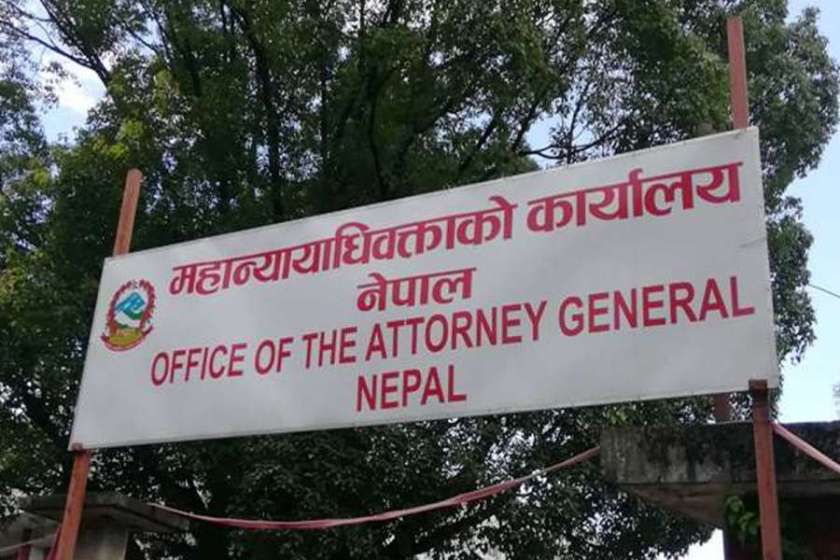 महान्यायाधिवक्ताको कार्यालय
नेपाल
OFFICE OF THE ATTORNEY GENERAL
NEPAL